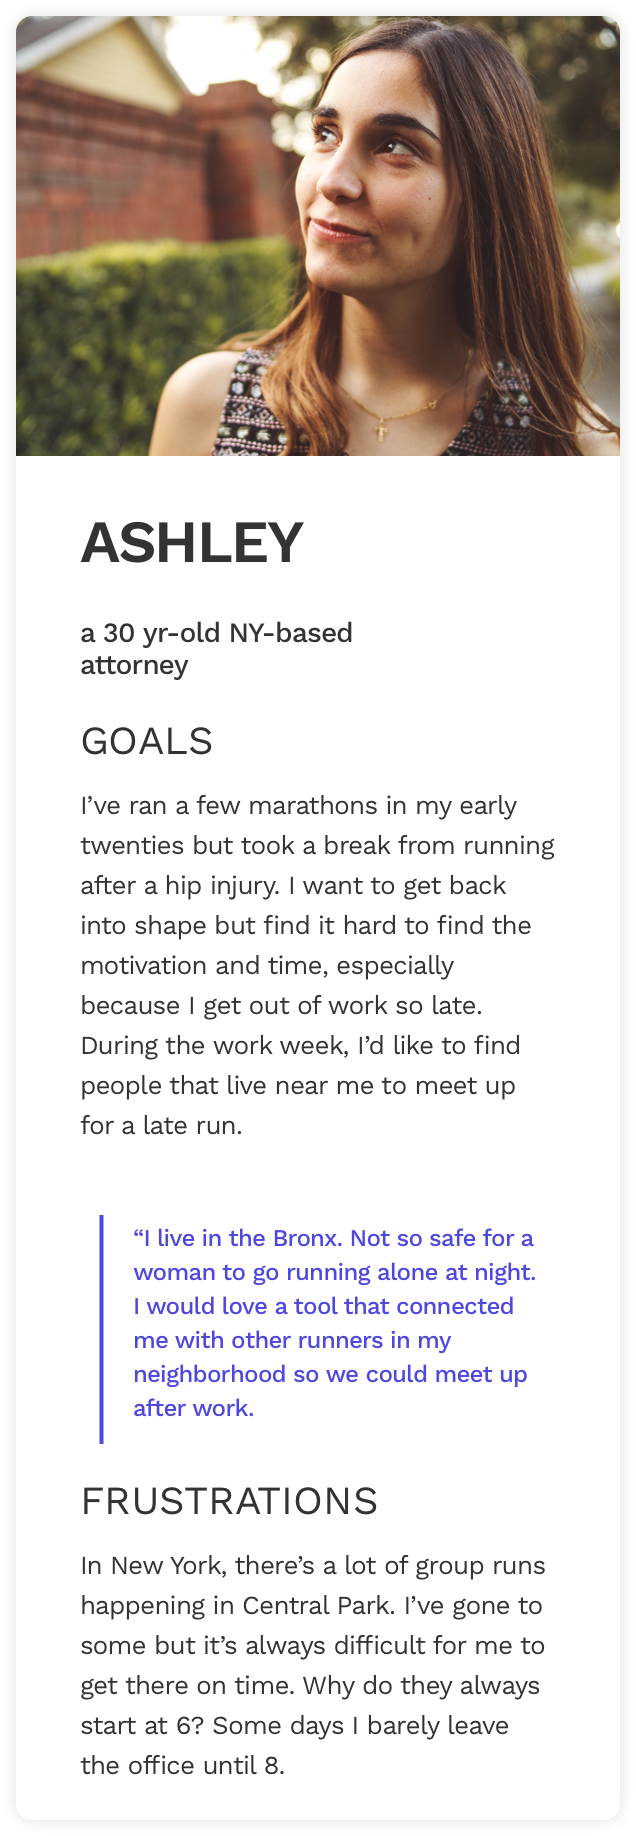 ASHLEY
a 30 yr-old NY-based
attorney
GOALS
I’ve ran a few marathons in my early
twenties but took a break from running
after a hip injury. I want to get back
into shape but find it hard to find the
motivation and time, especially
because I get out of work so late.
During the work week, I’d like to find
people that live near me to meet up
for a late run.
“I live in the Bronx. Not so safe for a
woman to go running alone at night.
I would love a tool that connected
me with other runners in my
neighborhood so we could meet up
after work.
FRUSTRATIONS
In New York, there’s a lot of group runs
happening in Central Park. I’ve gone to
some but it’s always difficult for me to
get there on time. Why do they always
start at 6? Some days I barely leave
the office until 8.